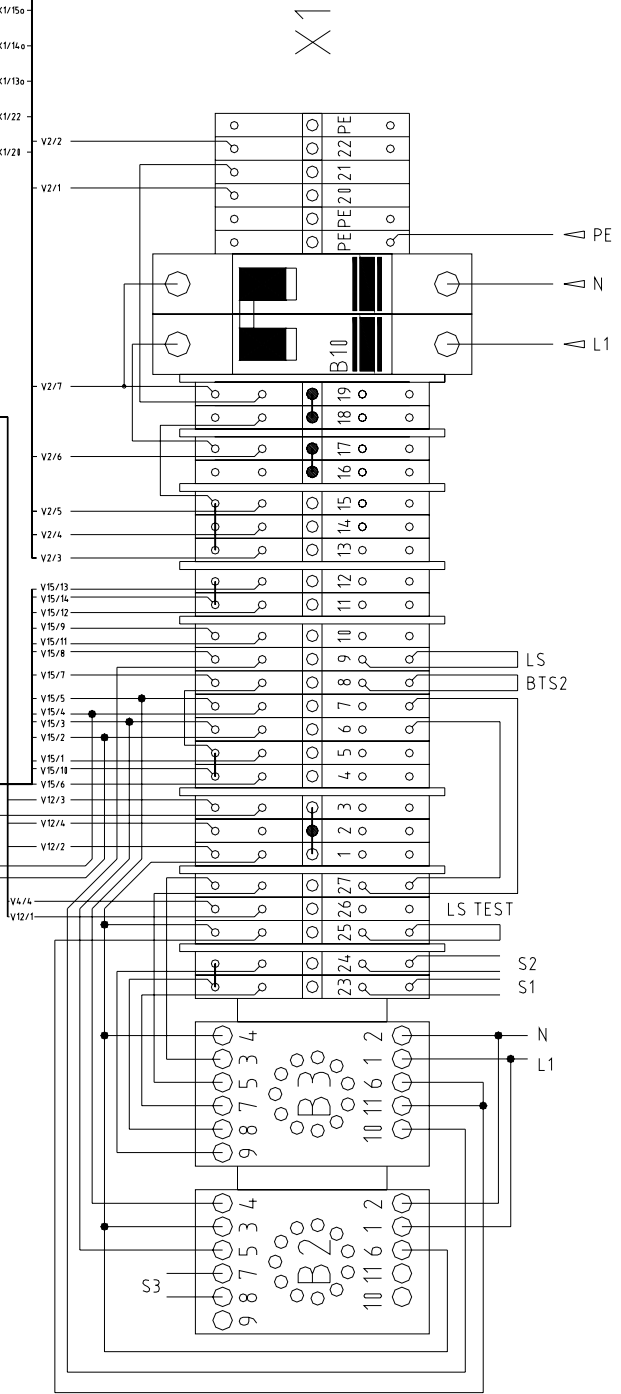 X1
X1/15
X1/14
X1/13
X1/22
X1/20
V2/2
V2/1
PE
22
21
20
PE
PE
PE
N
L1
B10
V2/7
19
18
V2/6
17
16
V2/5
15
V2/4
14
V2/3
13
V15/13
12
V15/14
11
V15/12
V15/9
10
V15/11
V15/8
9
LS
V15/7
8
BTS2
V15/5
7
V15/4
V15/3
6
V15/2
V15/1
5
V15/10
4
V15/6
V12/3
3
V12/4
2
V12/2
1
27
V4/4
26
LS TEST
V12/1
25
24
S2
23
S1
4
2
N
3
1
L1
5
B3
6
7
11
8
10
9
4
2
3
1
5
B2
6
7
11
S3
8
10
9